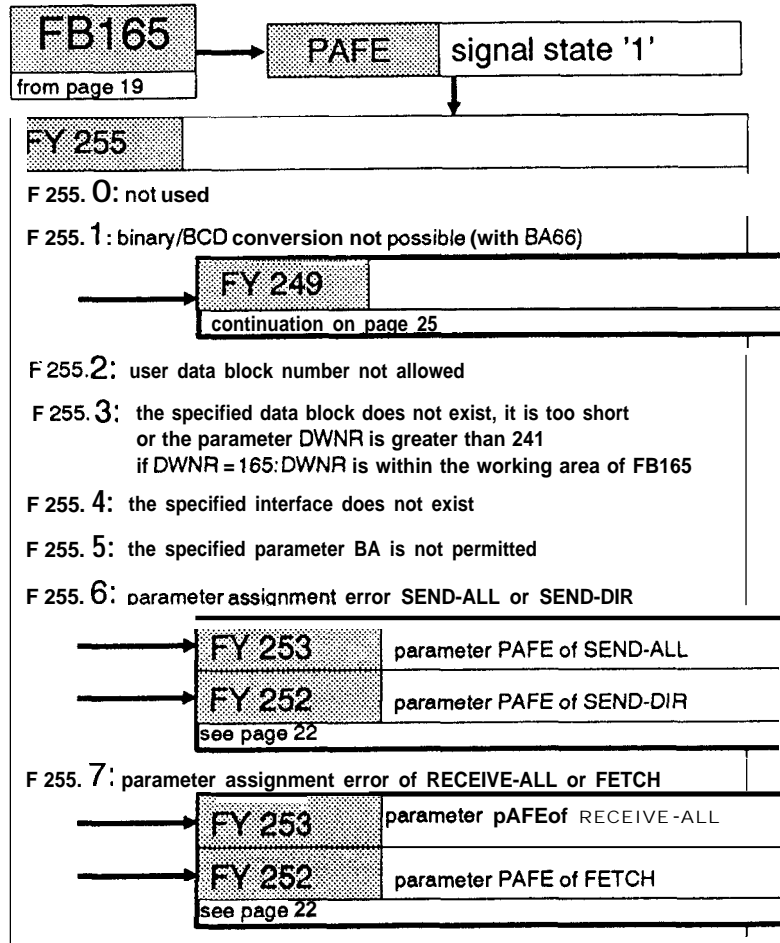 FB165
PAFE signal state '1'
from page 19
FY 255
F 255. 0: not used
F 255. 1: binary/BCD conversion not possible (with BA66)
FY 249
continuation on page 25
F 255. 2: user data block number not allowed
F 255. 3: the specified data block does not exist, it is too short
or the parameter DWNR is greater than 241
if DWNR = 165: DWNR is within the working area of FB165
F 255. 4: the specified interface does not exist
F 255. 5: the specified parameter BA is not permitted
F 255. 6: parameter assignment error SEND-ALL or SEND-DIR
FY 253 parameter PAFE of SEND-ALL
FY 252 parameter PAFE of SEND-DIR
see page 22
F 255. 7: parameter assignment error of RECEIVE-ALL or FETCH
FY 253 parameter pAFEof RECEIVE-ALL
FY 252 parameter PAFE of FETCH
see page 22